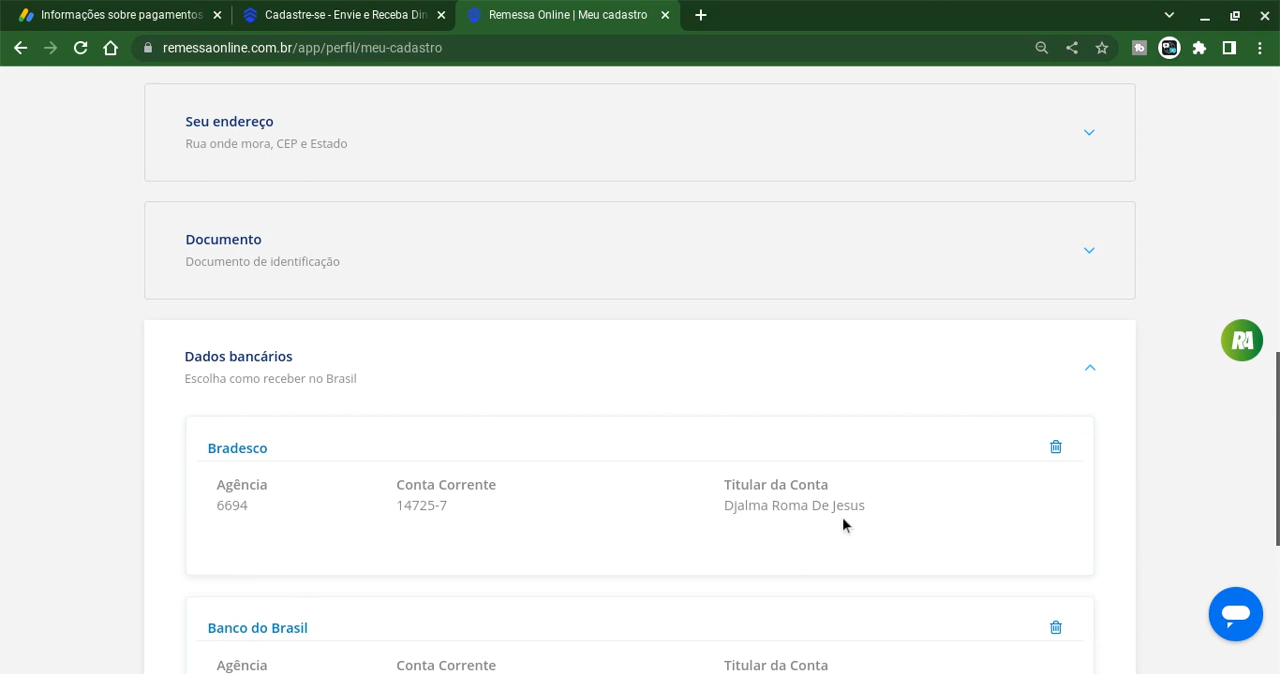 Informações sobre pagamentos
Cadastre-se - Envie e Receba Din
Remessa Online | Meu cadastro
remessaonline.com.br/app/perfil/meu-cadastro
Seu endereço
Rua onde mora, CEP e Estado
Documento
Documento de identificação
RA
Dados bancários
Escolha como receber no Brasil
Bradesco
Agência Conta Corrente Titular da Conta
6694 14725-7 Djalma Roma De Jesus
Banco do Brasil
Agência Conta Corrente Titular da Conta